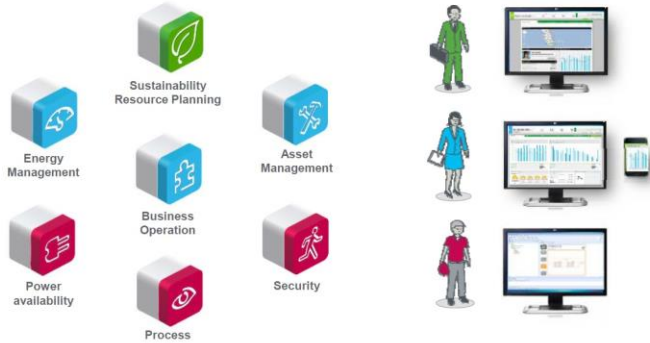 Sustainability
Resource Planning
Energy
Management
Asset
Management
Business
Operation
Power
availability
Security
Process